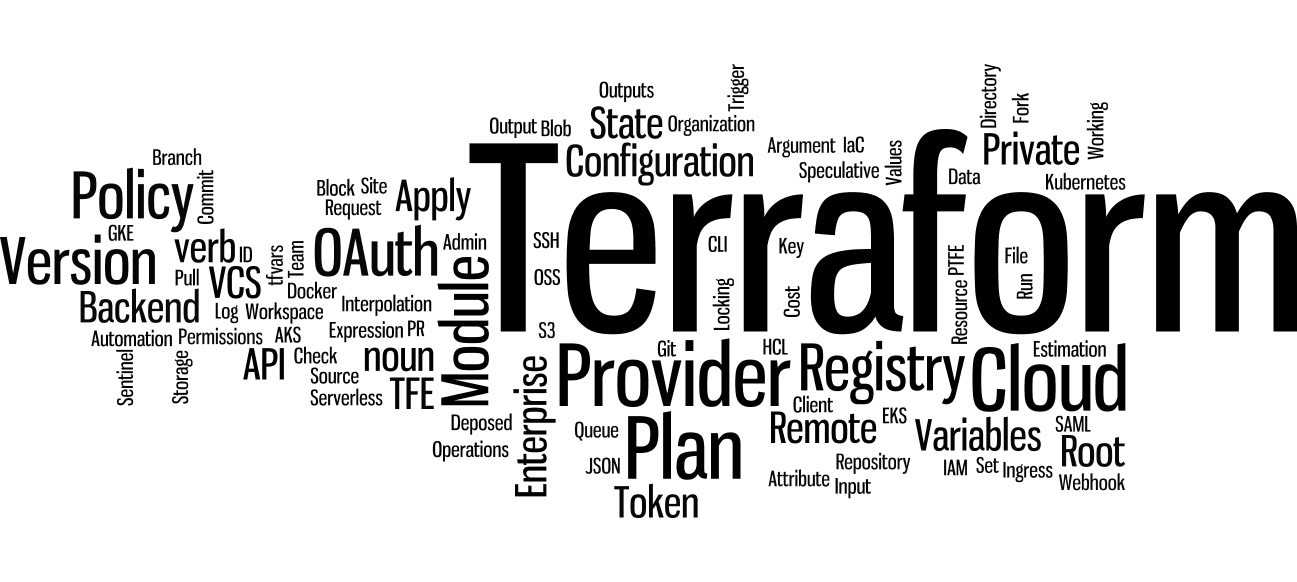 Trigger
Directory
Outputs
Fork
Working
State
Organization
Output
Blob
Argument
IaC
Private
Configuration
Speculative
Values
Data
Kubernetes
Branch
Commit
Policy
Block
Site
Request
Apply
Terraform
GKE
Version
verb
ID
tfvars
Team
OAuth
Admin
SSH
CLI
Key
File
Pull
VCS
Docker
Module
OSS
Locking
Cost
Resource
PTFE
Run
Backend
Log
Workspace
Interpolation
Automation
Permissions
AKS
Expression
PR
S3
Sentinel
Storage
API
Check
noun
Source
Serverless
TFE
Enterprise
Git
HCL
Provider
Registry
Cloud
Estimation
Deposed
Operations
Queue
Plan
Client
Remote
EKS
Variables
SAML
Root
JSON
Repository
Attribute
Input
IAM
Set
Ingress
Webhook
Token